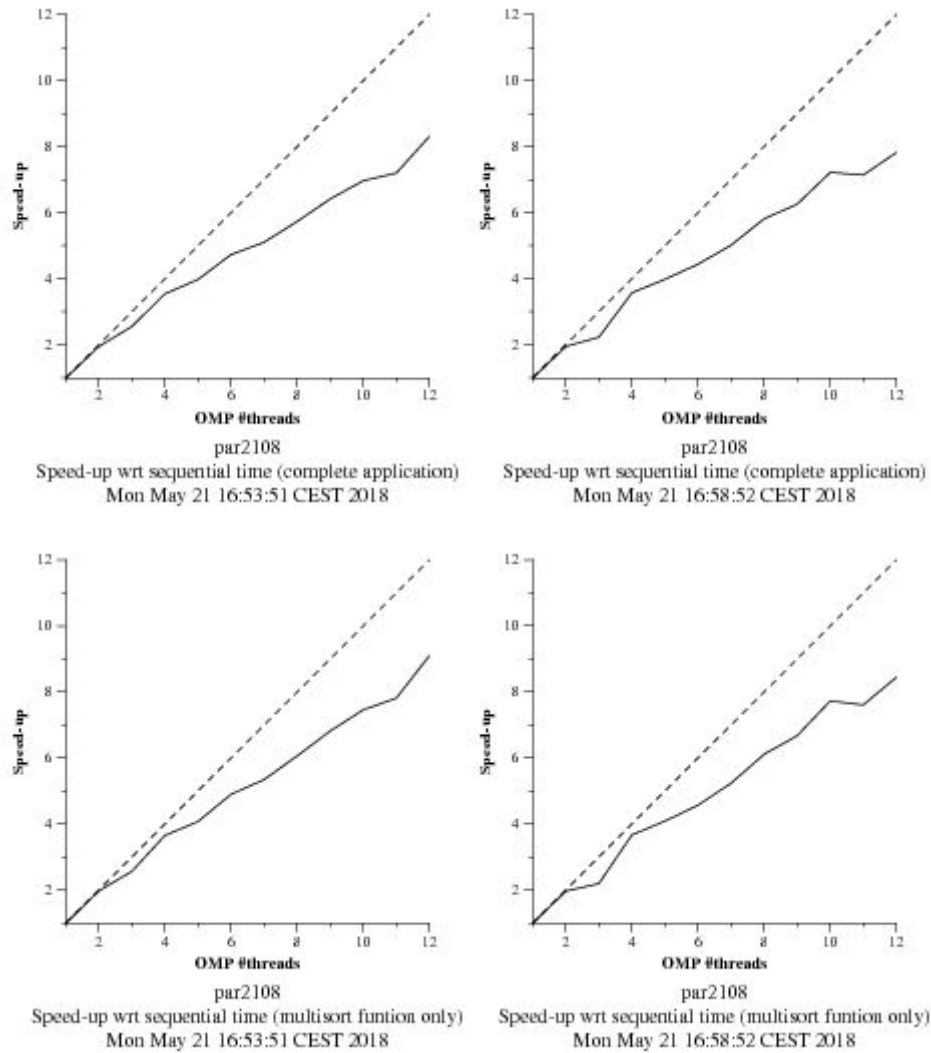 12
10
8
6
4
2
Speed-up
2 4 6 8 10 12
OMP #threads
par2108
Speed-up wrt sequential time (complete application)
Mon May 21 16:53:51 CEST 2018
12
10
8
6
4
2
Speed-up
2 4 6 8 10 12
OMP #threads
par2108
Speed-up wrt sequential time (complete application)
Mon May 21 16:58:52 CEST 2018
12
10
8
6
4
2
Speed-up
2 4 6 8 10 12
OMP #threads
par2108
Speed-up wrt sequential time (multisort funtion only)
Mon May 21 16:53:51 CEST 2018
12
10
8
6
4
2
Speed-up
2 4 6 8 10 12
OMP #threads
par2108
Speed-up wrt sequential time (multisort funtion only)
Mon May 21 16:58:52 CEST 2018